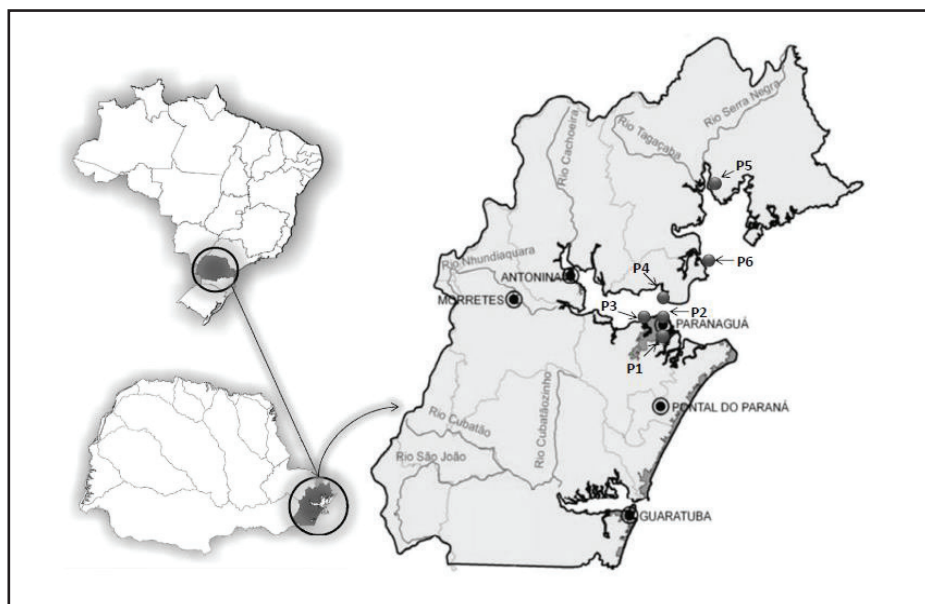 Rio Serra Negra
Rio Tagaçaba
Rio Cachoeira
P5
Rio Nhundiaquara
P4
P6
ANTONINA
MORRETES
P3
P2
PARANAGUÁ
P1
Rio Cubatãozinho
PONTAL DO PARANÁ
Rio Cubatão
Rio São João
GUARATUBA